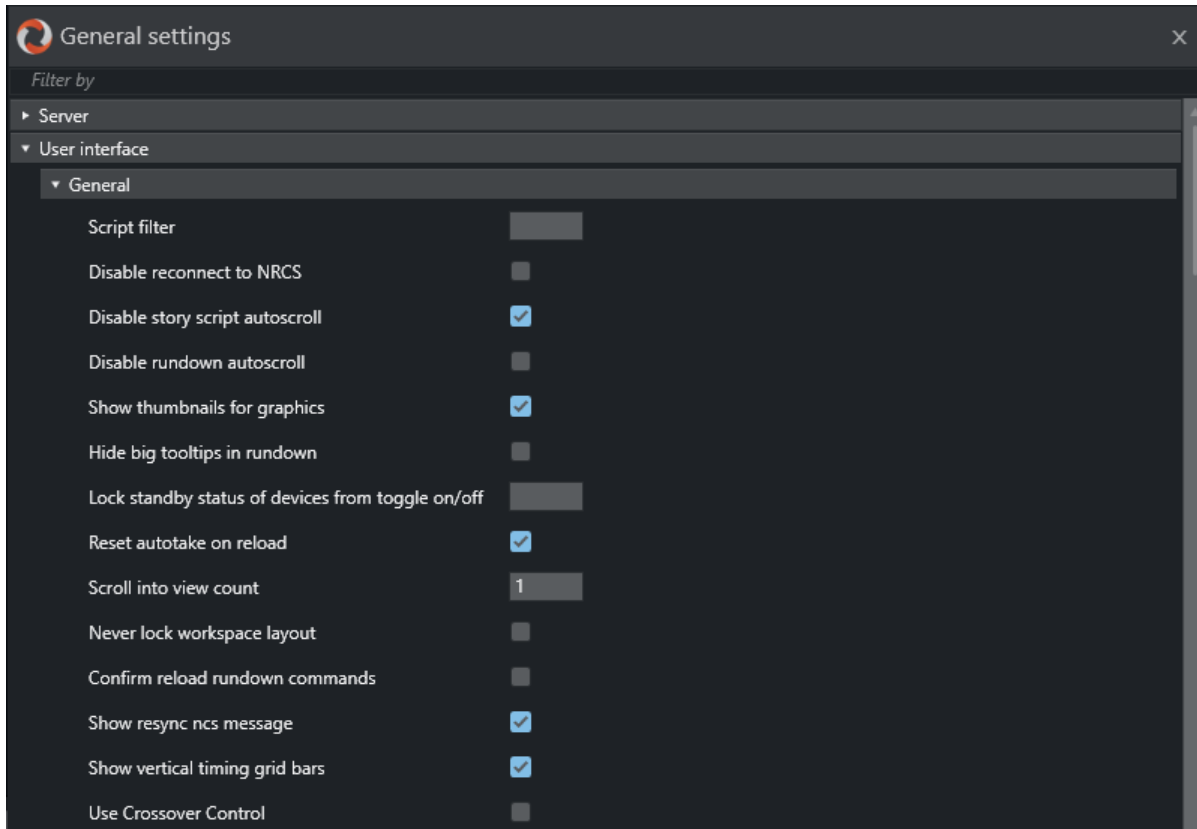 General settings
Filter by
Server
User interface
General
Script filter
Disable reconnect to NRCS
Disable story script autoscroll
Disable rundown autoscroll
Show thumbnails for graphics
Hide big tooltips in rundown
Lock standby status of devices from toggle on/off
Reset autotake on reload
Scroll into view count 1
Never lock workspace layout
Confirm reload rundown commands
Show resync ncs message
Show vertical timing grid bars
Use Crossover Control